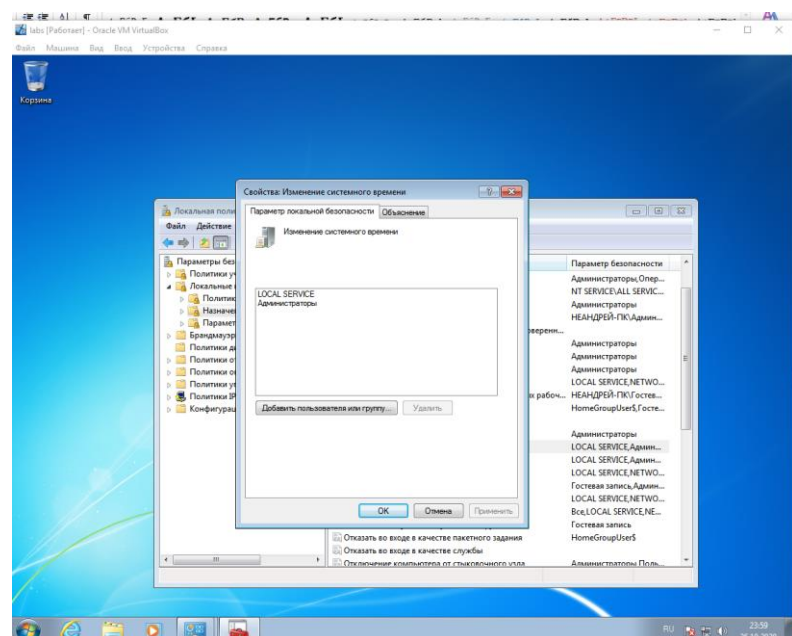 labs [Работает] - Oracle VM VirtualBox
Файл Машина Вид Ввод Устройства Справка
Корзина
Свойства: Изменение системного времени
Параметр локальной безопасности Объяснение
Изменение системного времени
LOCAL SERVICE
Администраторы
Добавить пользователя или группу... Удалить
ОК Отмена Применить
Локальная поли
Файл Действие
Параметры без
Политики уч
Локальные
Политик
Назначе
Парамет
Брандмауэр
Политики д
Политики о
Политики о
Политики у
Политики IP
Конфигурац
Параметр безопасности
Администраторы,Опер...
NT SERVICE\ALL SERVIC...
Администраторы
НЕАНДРЕЙ-ПК\Админ...
оверенн...
Администраторы
Администраторы
Администраторы
LOCAL SERVICE,NETWO...
х рабоч... НЕАНДРЕЙ-ПК\Гостев...
HomeGroupUser$,Госте...
Администраторы
LOCAL SERVICE,Админ...
LOCAL SERVICE,Админ...
LOCAL SERVICE,NETWO...
Гостевая запись,Админ...
LOCAL SERVICE,NETWO...
Все,LOCAL SERVICE,NE...
Гостевая запись
Отказать во входе в качестве пакетного задания HomeGroupUser$
Отказать во входе в качестве службы
Отключение компьютера от стыковочного узла Администраторы,Поль...
RU 23:59